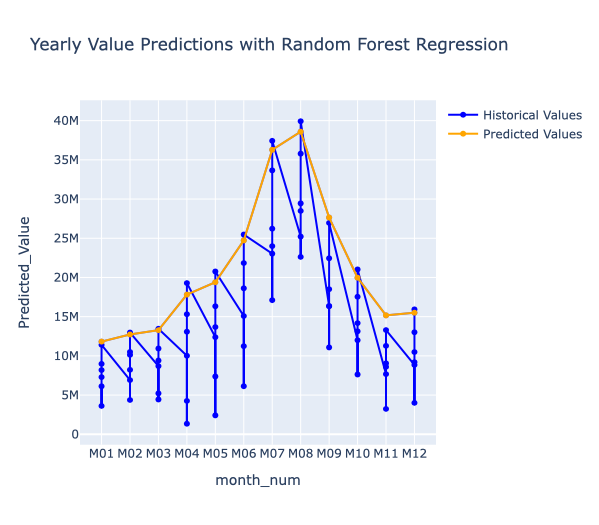 Yearly Value Predictions with Random Forest Regression
Historical Values
Predicted Values
Predicted_Value
40M
35M
30M
25M
20M
15M
10M
5M
0
M01 M02 M03 M04 M05 M06 M07 M08 M09 M10 M11 M12
month_num